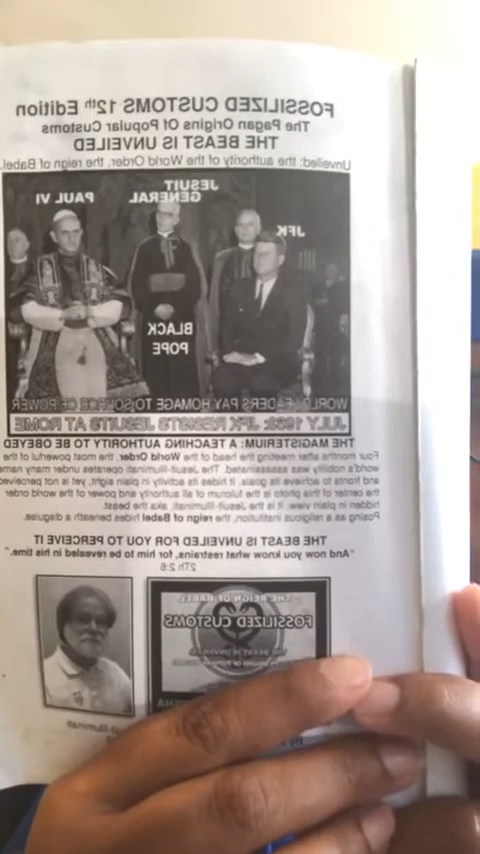 FOSSILIZED CUSTOMS 12th Edition
The Pagan Origins Of Popular Customs
THE BEAST IS UNVEILED
Unveiled: the authority of the World Order, the reign of Babel.
PAUL VI
JESUIT
GENERAL
JFK
BLACK
POPE
WORLD LEADERS PAY HOMAGE TO SOURCE OF POWER
JULY 1963: JFK RESISTS JESUITS AT ROME
THE MAGISTERIUM: A TEACHING AUTHORITY TO BE OBEYED
Four months after meeting the head of the World Order, the most powerful of the
world's nobility was assassinated. The Jesuit-Illuminati operates under many
and fronts to achieve its goals. It hides its activity in plain sight, yet is not perceived
the center of this photo is the fulcrum of all authority and power of the world order
hidden in plain view. It is the Jesuit-Illuminati, aka the beast.
Posing as a religious institution, the reign of Babel hides beneath a disguise.
THE BEAST IS UNVEILED FOR YOU TO PERCEIVE IT
"And now you know what restrains, for him to be revealed in his time."
2Th 2:6
THE REIGN OF BABEL
FOSSILIZED CUSTOMS
THE BEAST IS UNVEILED